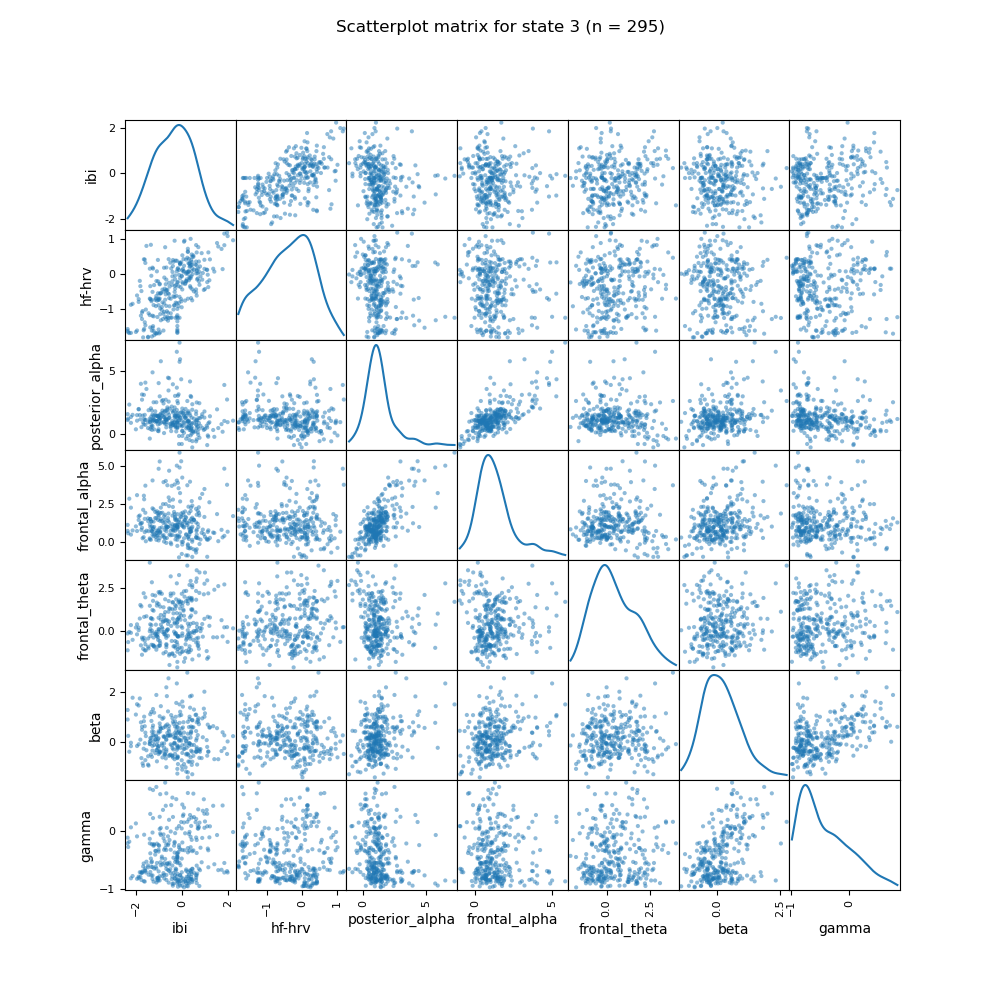 Scatterplot matrix for state 3 (n = 295)
ibi
2
0
-2
hf-hrv
1
0
−1
posterior_alpha
5
0
frontal_alpha
5.0
2.5
0.0
frontal_theta
2.5
0.0
beta
2
0
gamma
0
−1
−2 0 2 −1 0 1 0 5 0 5 0.0 2.5 0.0 2.5 −1 0
ibi hf-hrv posterior_alpha frontal_alpha frontal_theta beta gamma